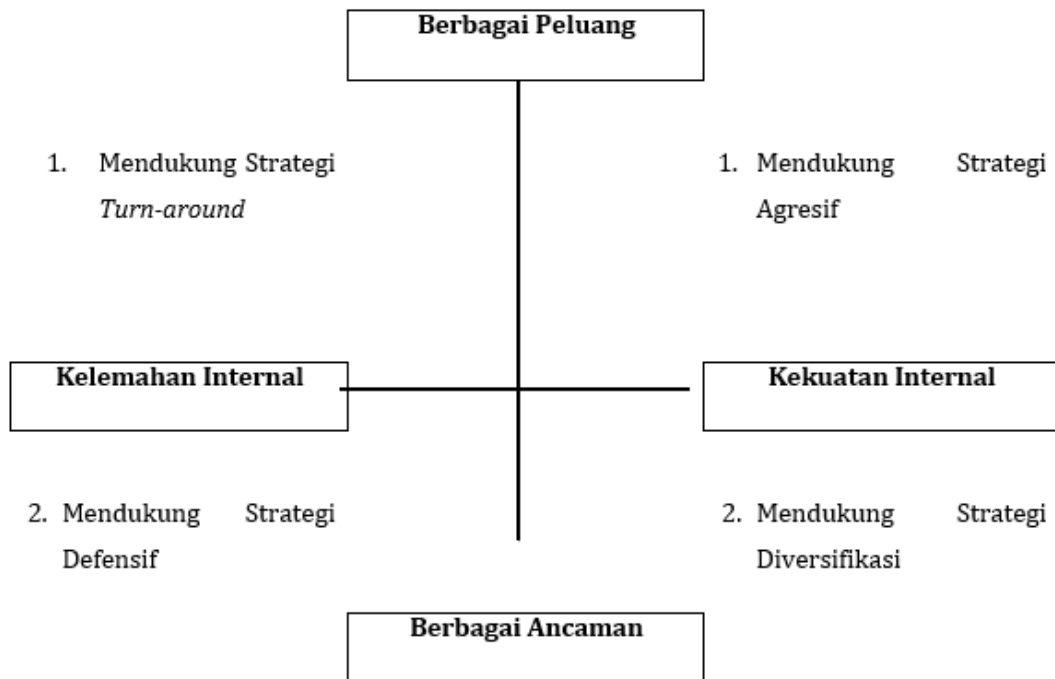 Berbagai Peluang
1. Mendukung Strategi
Turn-around
1. Mendukung Strategi
Agresif
Kelemahan Internal
Kekuatan Internal
2. Mendukung Strategi
Defensif
2. Mendukung Strategi
Diversifikasi
Berbagai Ancaman